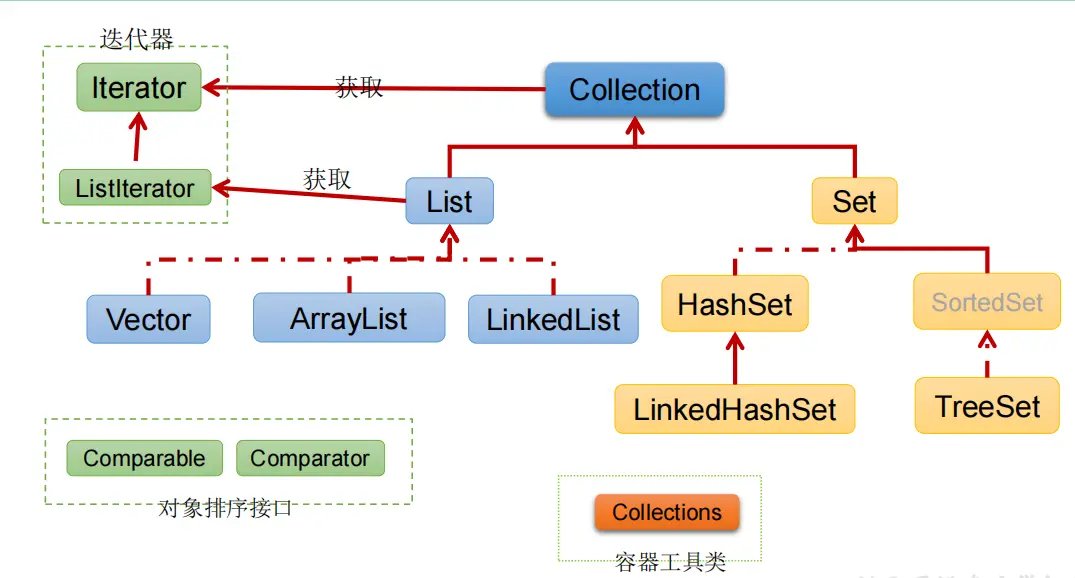 迭代器
Iterator
获取
Collection
ListIterator
获取
List
Set
Vector
ArrayList
LinkedList
HashSet
SortedSet
LinkedHashSet
TreeSet
Comparable
Comparator
对象排序接口
Collections
容器工具类